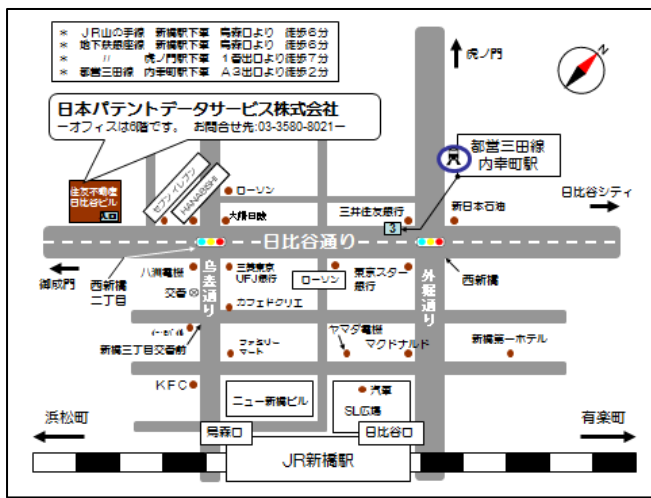 * JR山の手線 新橋駅下車 烏森口より 徒歩6分
* 地下鉄銀座線 新橋駅下車 烏森口より 徒歩6分
* 〃 虎ノ門駅下車 1番出口より徒歩7分
* 都営三田線 内幸町駅下車 A3出口より徒歩2分
虎ノ門
N
日本パテントデータサービス株式会社
-オフィスは6階です。 お問合せ先:03-3580-8021-
都営三田線
内幸町駅
住友不動産
日比谷ビル
入口
セブンイレブン
HANABISHI
ローソン
大陽日酸
三井住友銀行
3
新日本石油
日比谷シティ
日比谷通り
御成門
西新橋
二丁目
八洲電機
交番
烏森通り
三菱東京
UFJ銀行
カフェドクリエ
ローソン
東京スター
銀行
外堀通り
西新橋
新橋三丁目交番前
ファミリー
マート
ヤマダ電機
マクドナルド
新橋第一ホテル
KFC
ニュー新橋ビル
汽車
SL広場
浜松町
烏森口
日比谷口
有楽町
JR新橋駅